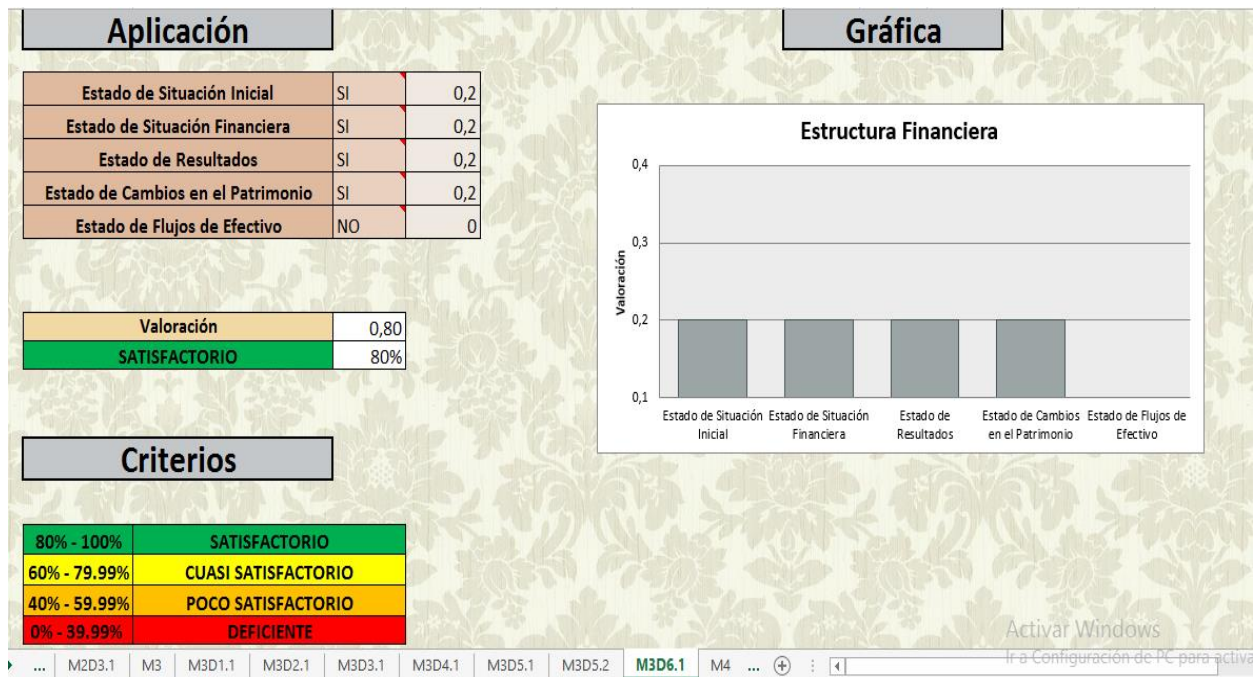 Aplicación
Estado de Situación Inicial SI 0,2
Estado de Situación Financiera SI 0,2
Estado de Resultados SI 0,2
Estado de Cambios en el Patrimonio SI 0,2
Estado de Flujos de Efectivo NO 0
Valoración 0,80
SATISFACTORIO 80%
Criterios
80% - 100% SATISFACTORIO
60% - 79.99% CUASI SATISFACTORIO
40% - 59.99% POCO SATISFACTORIO
0% - 39.99% DEFICIENTE
Gráfica
Estructura Financiera
Valoración
0,4
0,3
0,2
0,1
Estado de Situación
Inicial
Estado de Situación
Financiera
Estado de
Resultados
Estado de Cambios
en el Patrimonio
Estado de Flujos de
Efectivo
Activar Windows
Ir a Configuración de PC para activa
... M2D3.1 M3 M3D1.1 M3D2.1 M3D3.1 M3D4.1 M3D5.1 M3D5.2 M3D6.1 M4 ...